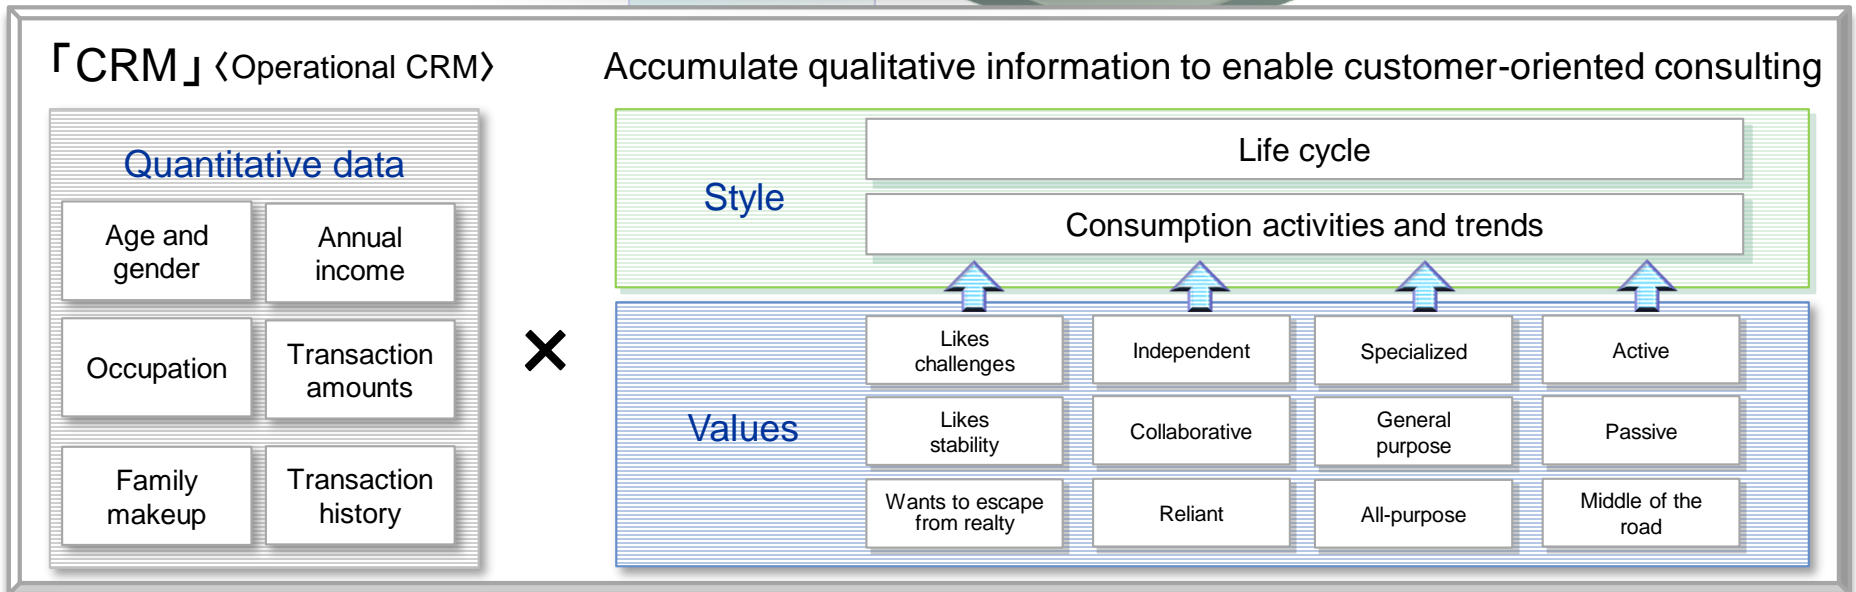 「CRM」〈Operational CRM〉
Accumulate qualitative information to enable customer-oriented consulting
Quantitative data
Age and
gender
Annual
income
Occupation
Transaction
amounts
Family
makeup
Transaction
history
×
Style
Life cycle
Consumption activities and trends
Values
Likes
challenges
Independent
Specialized
Active
Likes
stability
Collaborative
General
purpose
Passive
Wants to escape
from realty
Reliant
All-purpose
Middle of the
road